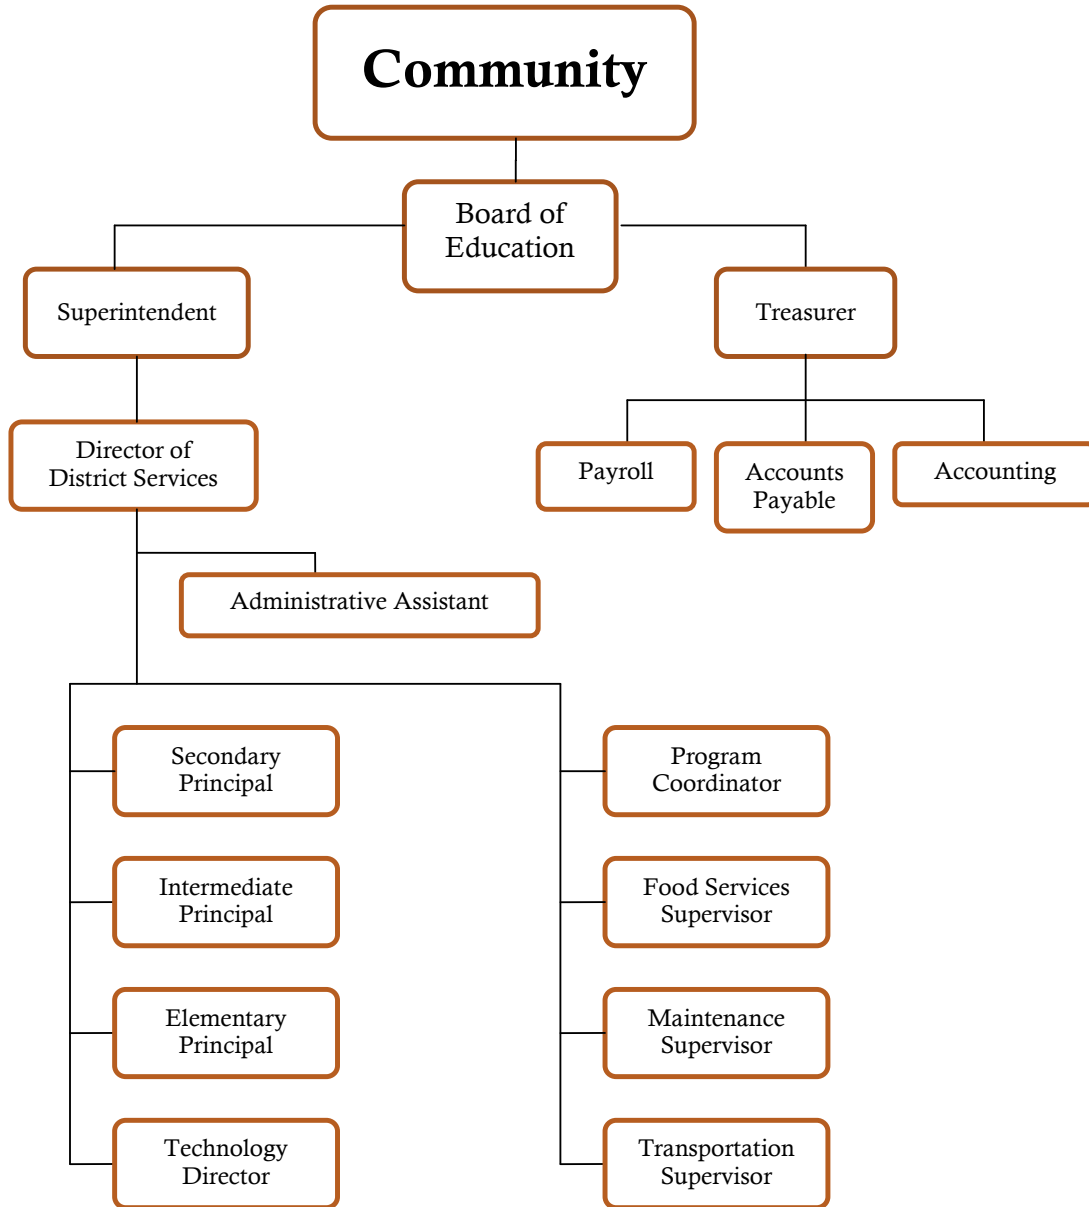 Community
Board of
Education
Superintendent
Treasurer
Director of
District Services
Payroll
Accounts
Payable
Accounting
Administrative Assistant
Secondary
Principal
Program
Coordinator
Intermediate
Principal
Food Services
Supervisor
Elementary
Principal
Maintenance
Supervisor
Technology
Director
Transportation
Supervisor